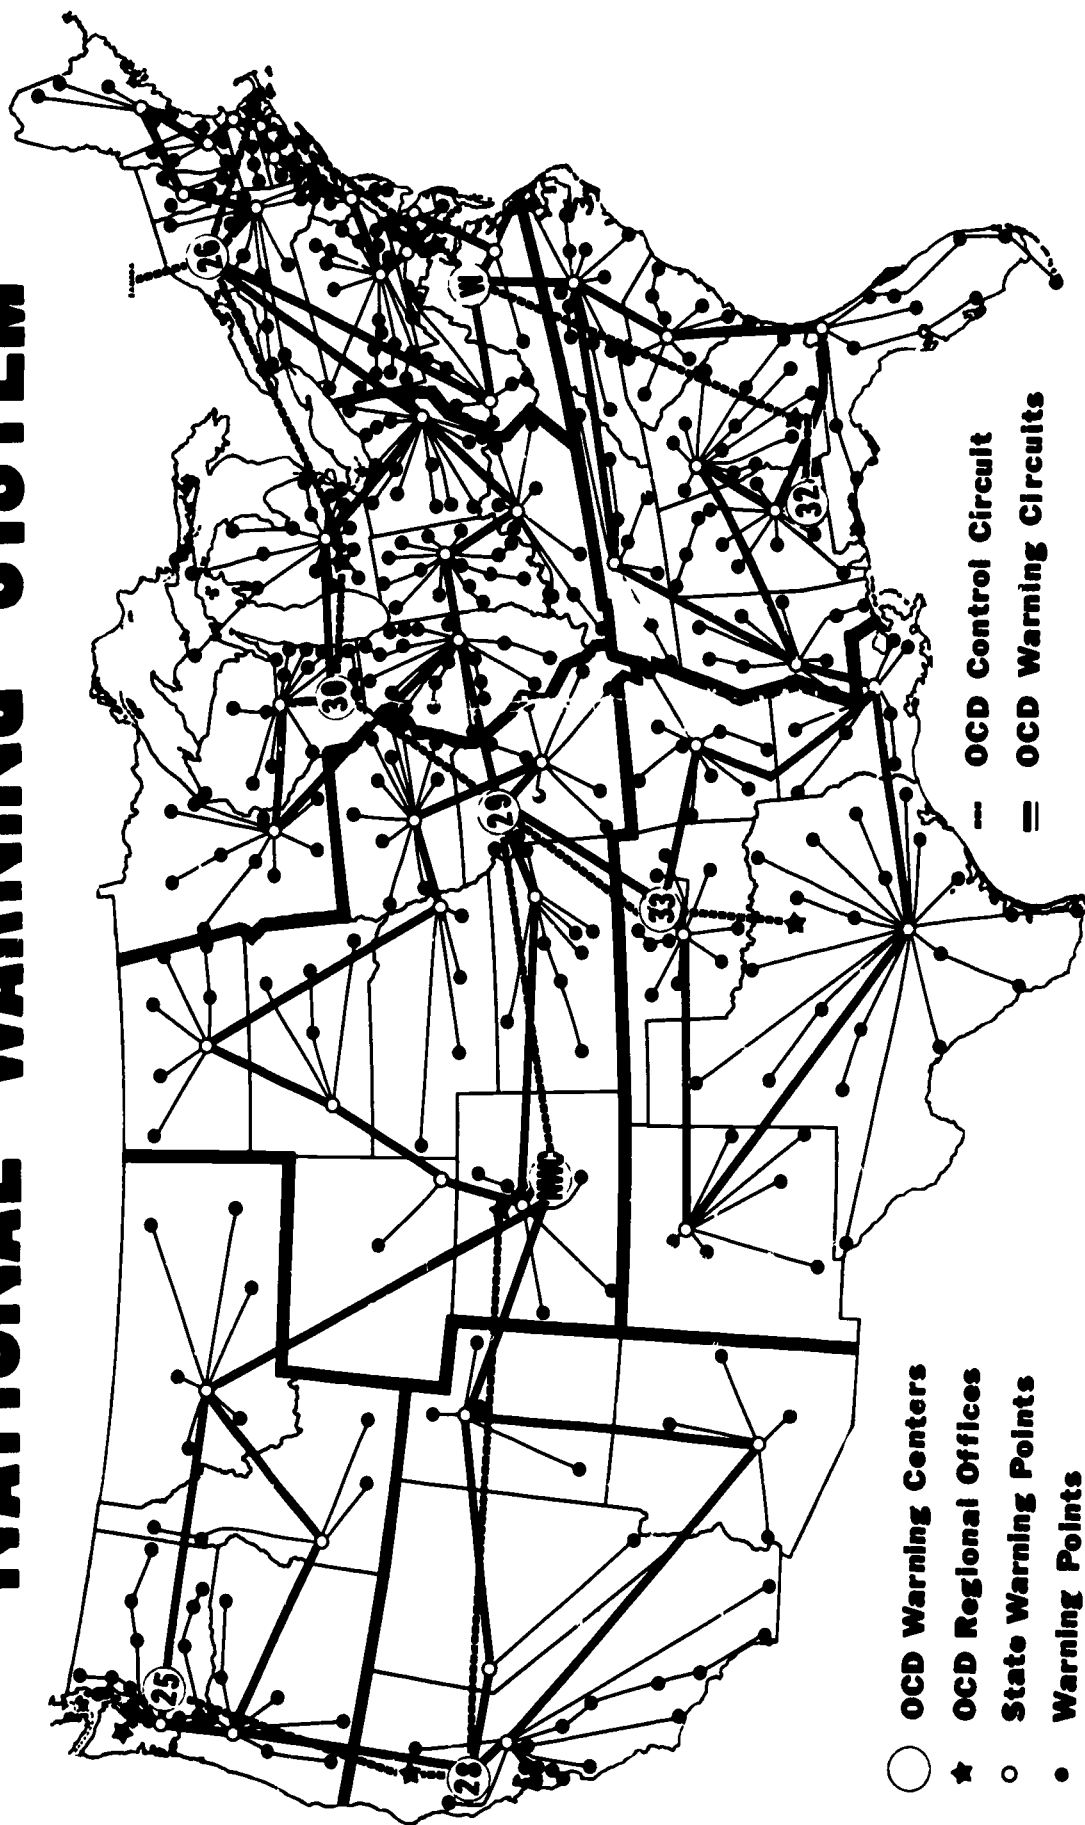 NATIONAL WARNING SYSTEM
25
28
NWC
33
29
30
32
W
26
OCD Warning Centers
OCD Regional Offices
State Warning Points
Warning Points
OCD Control Circuit
OCD Warning Circuits